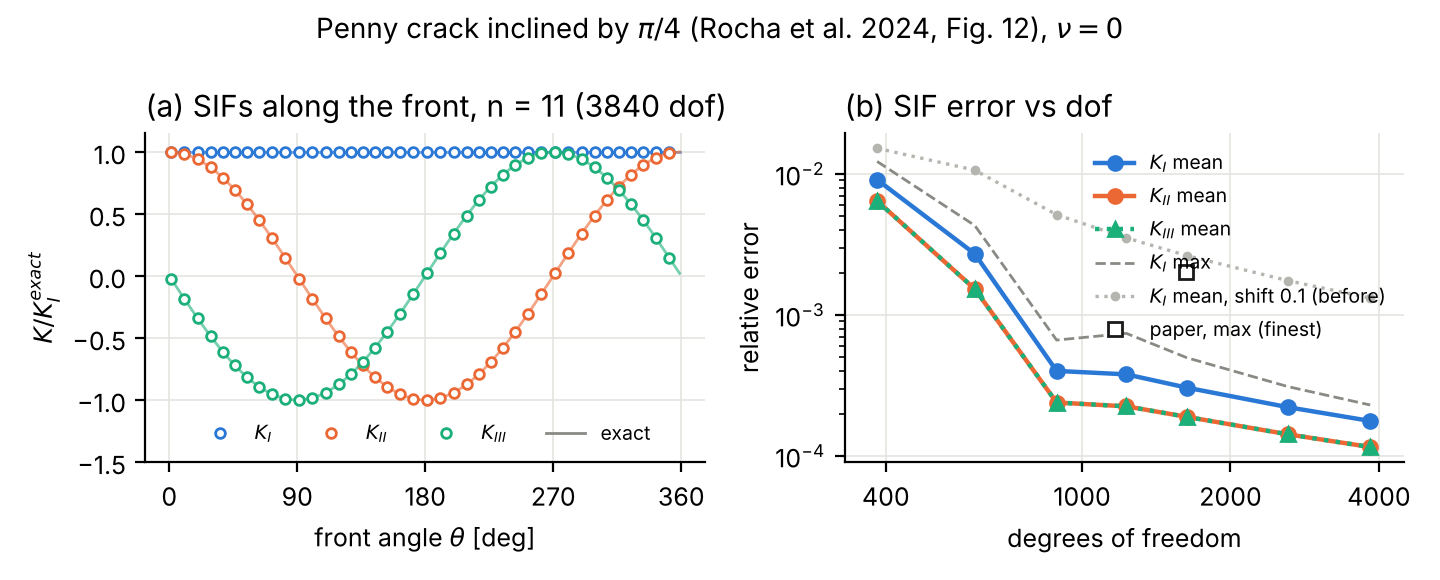 Penny crack inclined by π/4 (Rocha et al. 2024, Fig. 12), ν = 0
(a) SIFs along the front, n = 11 (3840 dof)
K/K_I^{exact}
1.0
0.5
0.0
−0.5
−1.0
−1.5
K_I
K_II
K_III
exact
0
90
180
270
360
front angle θ [deg]
(b) SIF error vs dof
relative error
10^{−2}
10^{−3}
10^{−4}
K_I mean
K_II mean
K_III mean
K_I max
K_I mean, shift 0.1 (before)
paper, max (finest)
400
1000
2000
4000
degrees of freedom